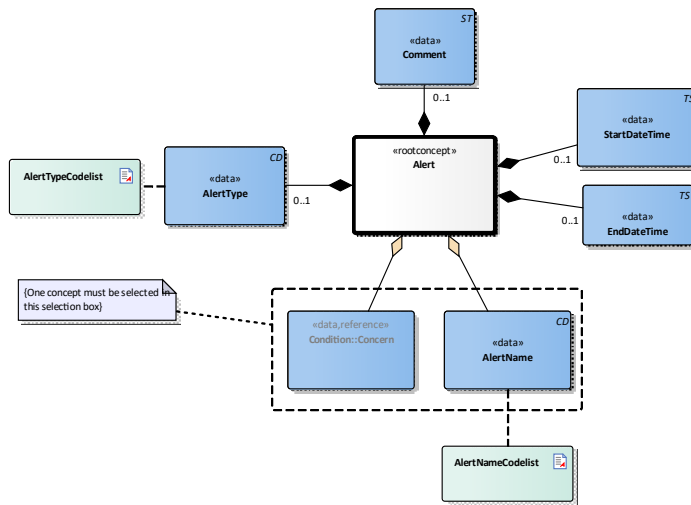 ST
«data»
Comment
0..1
TS
«data»
StartDateTime
0..1
«rootconcept»
Alert
CD
«data»
AlertType
0..1
AlertTypeCodelist
TS
«data»
EndDateTime
0..1
{One concept must be selected in
this selection box}
«data,reference»
Condition::Concern
CD
«data»
AlertName
AlertNameCodelist